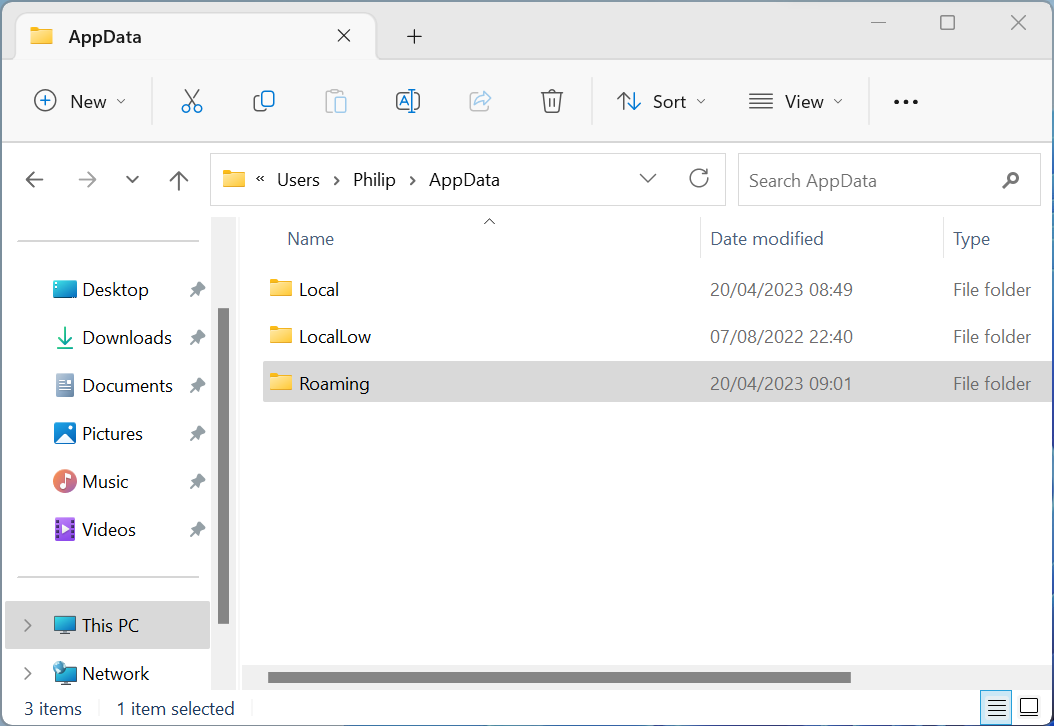 AppData
New
Sort
View
« Users > Philip > AppData
Search AppData
Name Date modified Type
Desktop
Downloads
Documents
Pictures
Music
Videos
This PC
Network
Local 20/04/2023 08:49 File folder
LocalLow 07/08/2022 22:40 File folder
Roaming 20/04/2023 09:01 File folder
3 items 1 item selected